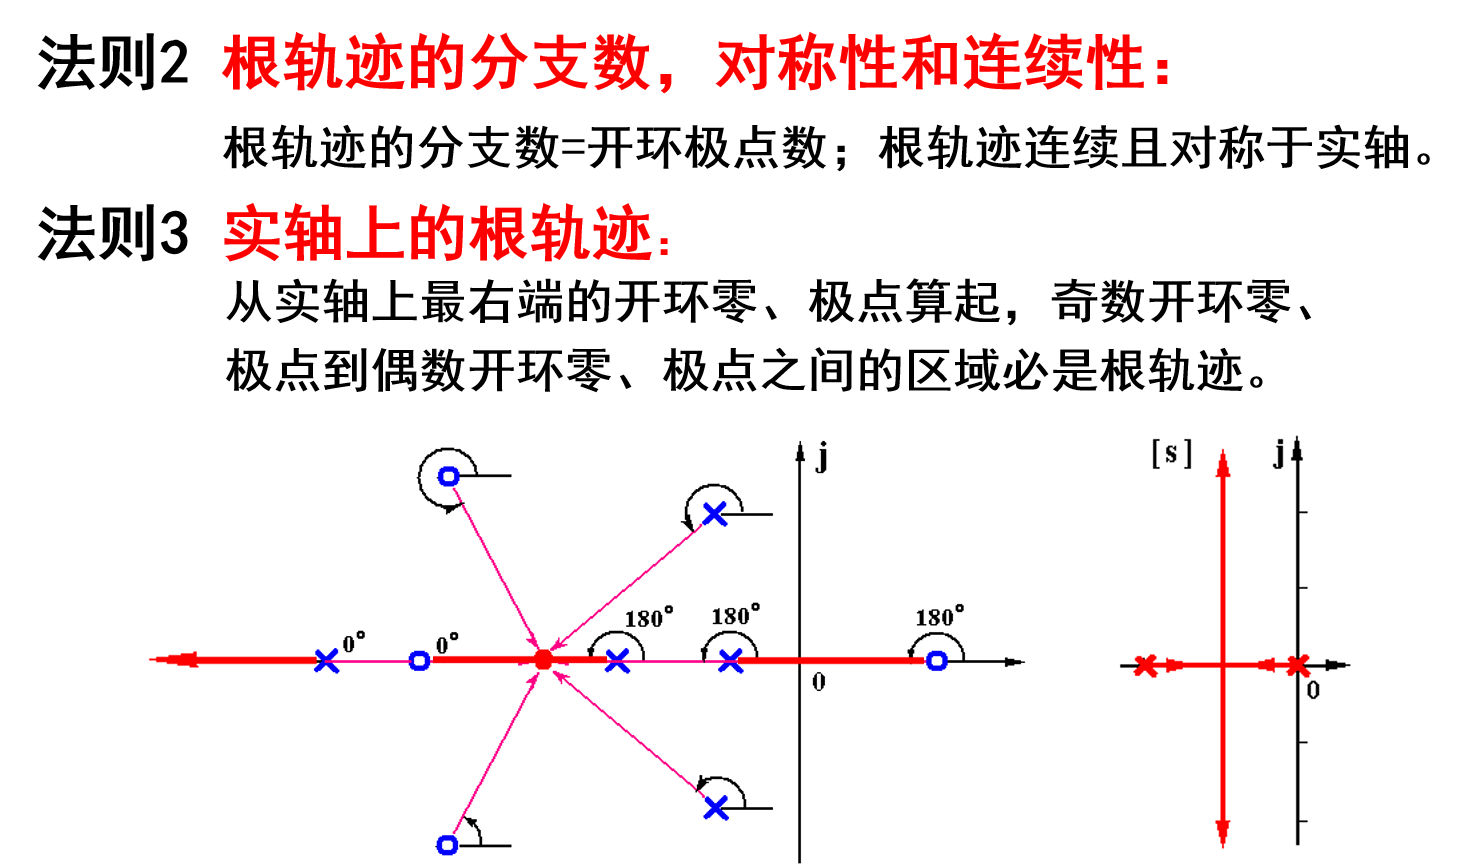 法则2 根轨迹的分支数，对称性和连续性：
根轨迹的分支数=开环极点数；根轨迹连续且对称于实轴。
法则3 实轴上的根轨迹：
从实轴上最右端的开环零、极点算起，奇数开环零、
极点到偶数开环零、极点之间的区域必是根轨迹。
j
[s] j
0° 0° 180° 180° 180°
0
0